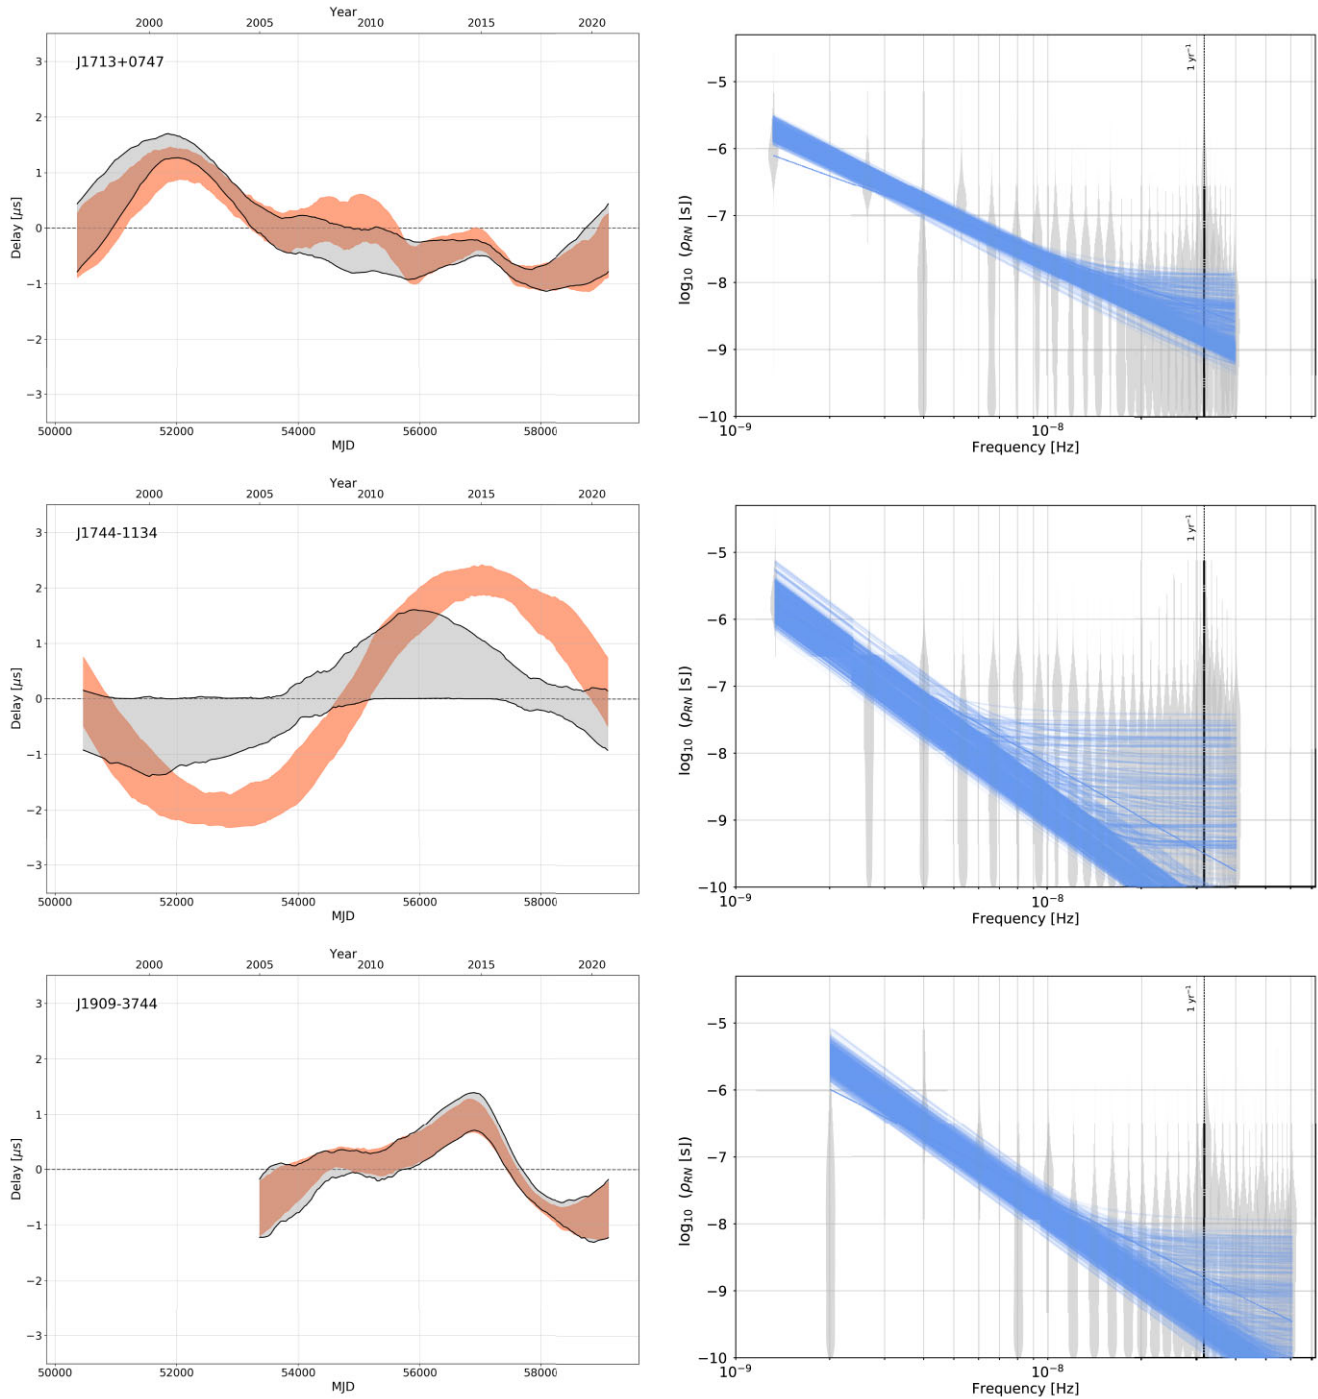 Year
2000 2005 2010 2015 2020
J1713+0747
Delay [μs]
3
2
1
0
−1
−2
−3
50000 52000 54000 56000 58000
MJD
1 yr⁻¹
log₁₀ (ρ_RN [s])
−5
−6
−7
−8
−9
−10
10⁻⁹ 10⁻⁸
Frequency [Hz]
Year
2000 2005 2010 2015 2020
J1744-1134
Delay [μs]
3
2
1
0
−1
−2
−3
50000 52000 54000 56000 58000
MJD
1 yr⁻¹
log₁₀ (ρ_RN [s])
−5
−6
−7
−8
−9
−10
10⁻⁹ 10⁻⁸
Frequency [Hz]
Year
2000 2005 2010 2015 2020
J1909-3744
Delay [μs]
3
2
1
0
−1
−2
−3
50000 52000 54000 56000 58000
MJD
1 yr⁻¹
log₁₀ (ρ_RN [s])
−5
−6
−7
−8
−9
−10
10⁻⁹ 10⁻⁸
Frequency [Hz]